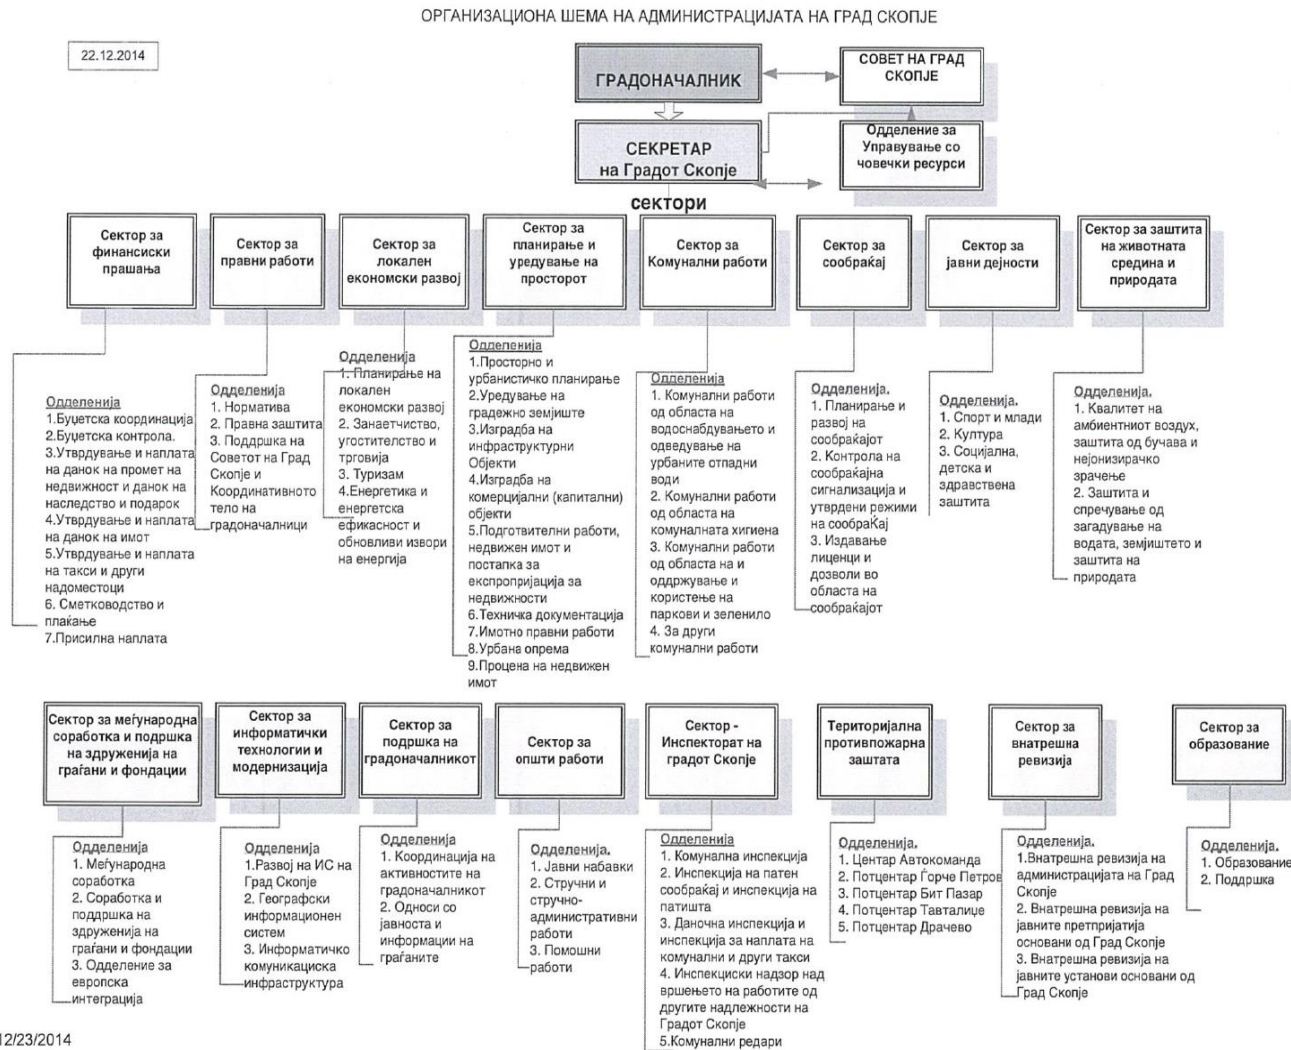 ОРГАНИЗАЦИОНА ШЕМА НА АДМИНИСТРАЦИЈАТА НА ГРАД СКОПЈЕ
22.12.2014
ГРАДОНАЧАЛНИК
СОВЕТ НА ГРАД
СКОПЈЕ
СЕКРЕТАР
на Градот Скопје
Одделение за
Управување со
човечки ресурси
сектори
Сектор за
финансиски
прашања
Сектор за
правни работи
Сектор за
локален
економски развој
Сектор за
планирање и
уредување на
просторот
Сектор за
Комунални работи
Сектор за
сообраќај
Сектор за
јавни дејности
Сектор за заштита
на животната
средина и
природата
Одделенија
1.Буџетска координација
2.Буџетска контрола.
3.Утврдување и наплата
на данок на промет на
недвижност и данок на
наследство и подарок
4.Утврдување и наплата
на данок на имот
5.Утврдување и наплата
на такси и други
надоместоци
6. Сметководство и
плаќање
7.Присилна наплата
Одделенија
1. Норматива
2. Правна заштита
3. Поддршка на
Советот на Град
Скопје и
Координативното
тело на
градоначалници
Одделенија
1. Планирање на
локален
економски развој
2. Занаетчиство,
угостителство и
трговија
3. Туризам
4.Енергетика и
енергетска
ефикасност и
обновливи извори
на енергија
Одделенија
1.Просторно и
урбанистичко планирање
2.Уредување на
градежно земјиште
3.Изградба на
инфраструктурни
Објекти
4.Изградба на
комерцијални (капитални)
објекти
5.Подготвителни работи,
недвижен имот и
постапка за
експропријација за
недвижности
6.Техничка документација
7.Имотно правни работи
8.Урбана опрема
9.Процена на недвижен
имот
Одделенија
1. Комунални работи
од областа на
водоснабдувањето и
одведување на
урбаните отпадни
води
2. Комунални работи
од областа на
комуналната хигиена
3. Комунални работи
од областа на и
оддржување и
користење на
паркови и зеленило
4. За други
комунални работи
Одделенија.
1. Планирање и
развој на
сообраќајот
2. Контрола на
сообраќајна
сигнализација и
утврдени режими
на сообраЌај
3. Издавање
лиценци и
дозволи во
областа на
сообраќајот
Одделенија.
1. Спорт и млади
2. Култура
3. Социјална,
детска и
здравствена
заштита
Одделенија.
1. Квалитет на
амбиентниот воздух,
заштита од бучава и
нејонизирачко
зрачење
2. Заштита и
спречување од
загадување на
водата, земјиштето и
заштита на
природата
Сектор за меѓународна
соработка и подршка
на здруженија на
граѓани и фондации
Сектор за
информатички
технологии и
модернизација
Сектор за
подршка на
градоначалникот
Сектор за
општи работи
Сектор -
Инспекторат на
градот Скопје
Територијална
противпожарна
заштата
Сектор за
внатрешна
ревизија
Сектор за
образование
Одделенија
1. Меѓународна
соработка
2. Соработка и
поддршка на
здруженија на
граѓани и фондации
3. Одделение за
европска
интеграција
Одделенија
1.Развој на ИС на
Град Скопје
2. Географски
информационен
систем
3. Информатичко
комуникациска
инфраструктура
Одделенија
1. Координација на
активностите на
градоначалникот
2. Односи со
јавноста и
информации на
граѓаните
Одделенија.
1. Јавни набавки
2. Стручни и
стручно-
административни
работи
3. Помошни
работи
Одделенија
1. Комунална инспекција
2. Инспекција на патен
сообраќај и инспекција на
патишта
3. Даночна инспекција и
инспекција за наплата на
комунални и други такси
4. Инспекциски надзор над
вршењето на работите од
другите надлежности на
Градот Скопје
5.Комунални редари
Одделенија.
1. Центар Автокоманда
2. Потцентар Ѓорче Петров
3. Потцентар Бит Пазар
4. Потцентар Тавталиџе
5. Потцентар Драчево
Одделенија.
1.Внатрешна ревизија на
администрацијата на Град
Скопје
2. Внатрешна ревизија на
јавните претпријатија
основани од Град Скопје
3. Внатрешна ревизија на
јавните установи основани од
Град Скопје
Одделенија.
1. Образование
2. Поддршка
12/23/2014